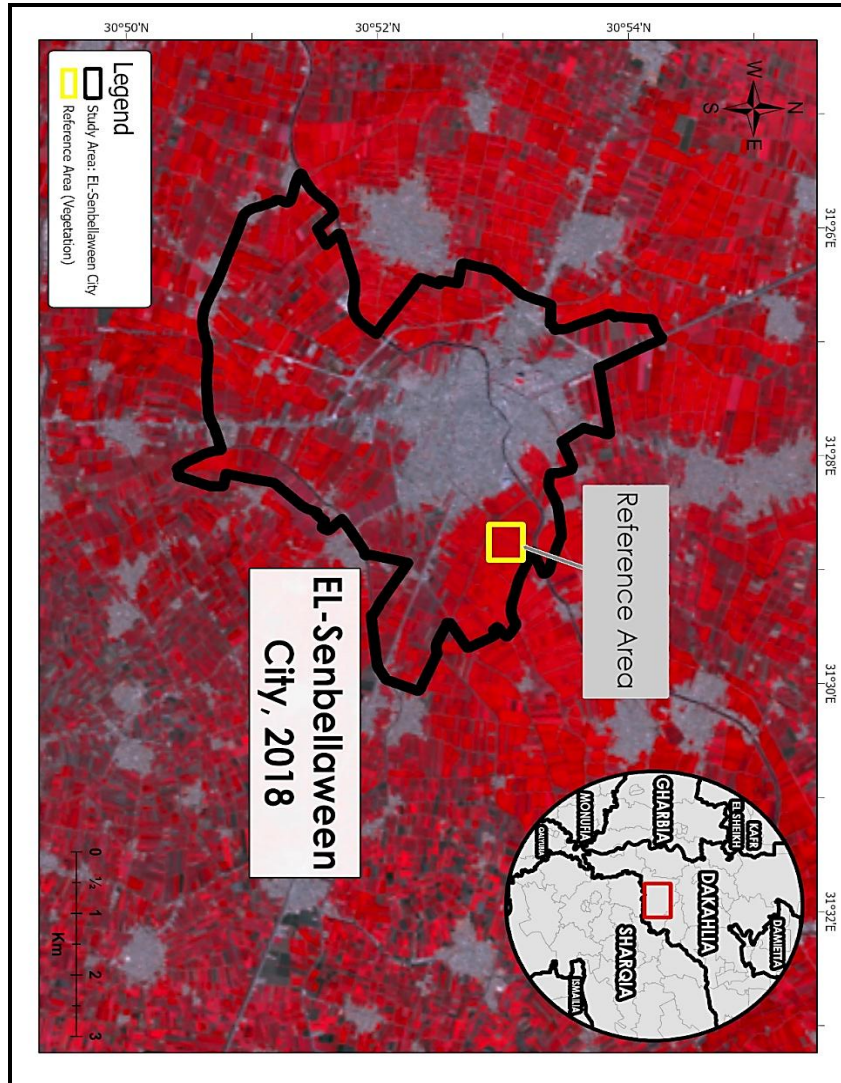 30°50'N
30°52'N
30°54'N
31°26'E
31°28'E
31°30'E
31°32'E
N
W
E
S
Legend
Study Area: EL-Senbellaween City
Reference Area (Vegetation)
Reference Area
EL-Senbellaween
City, 2018
KAFR
EL SHEIKH
GHARBIA
MONUFIA
QALYUBIA
DAKAHLIA
DAMIETTA
SHARQIA
ISMAILIA
0 ½ 1 2 3
Km